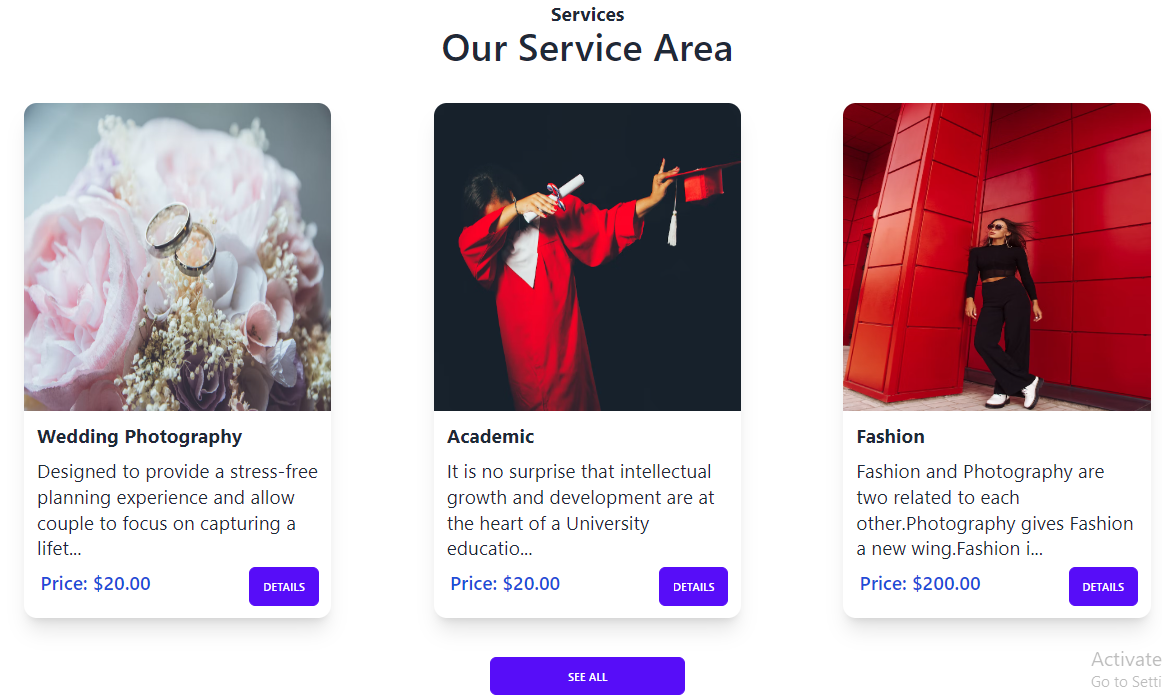 Services
Our Service Area
Wedding Photography
Designed to provide a stress-free
planning experience and allow
couple to focus on capturing a
lifet...
Price: $20.00
DETAILS
Academic
It is no surprise that intellectual
growth and development are at
the heart of a University
educatio...
Price: $20.00
DETAILS
Fashion
Fashion and Photography are
two related to each
other.Photography gives Fashion
a new wing.Fashion i...
Price: $200.00
DETAILS
SEE ALL
Activate
Go to Setti